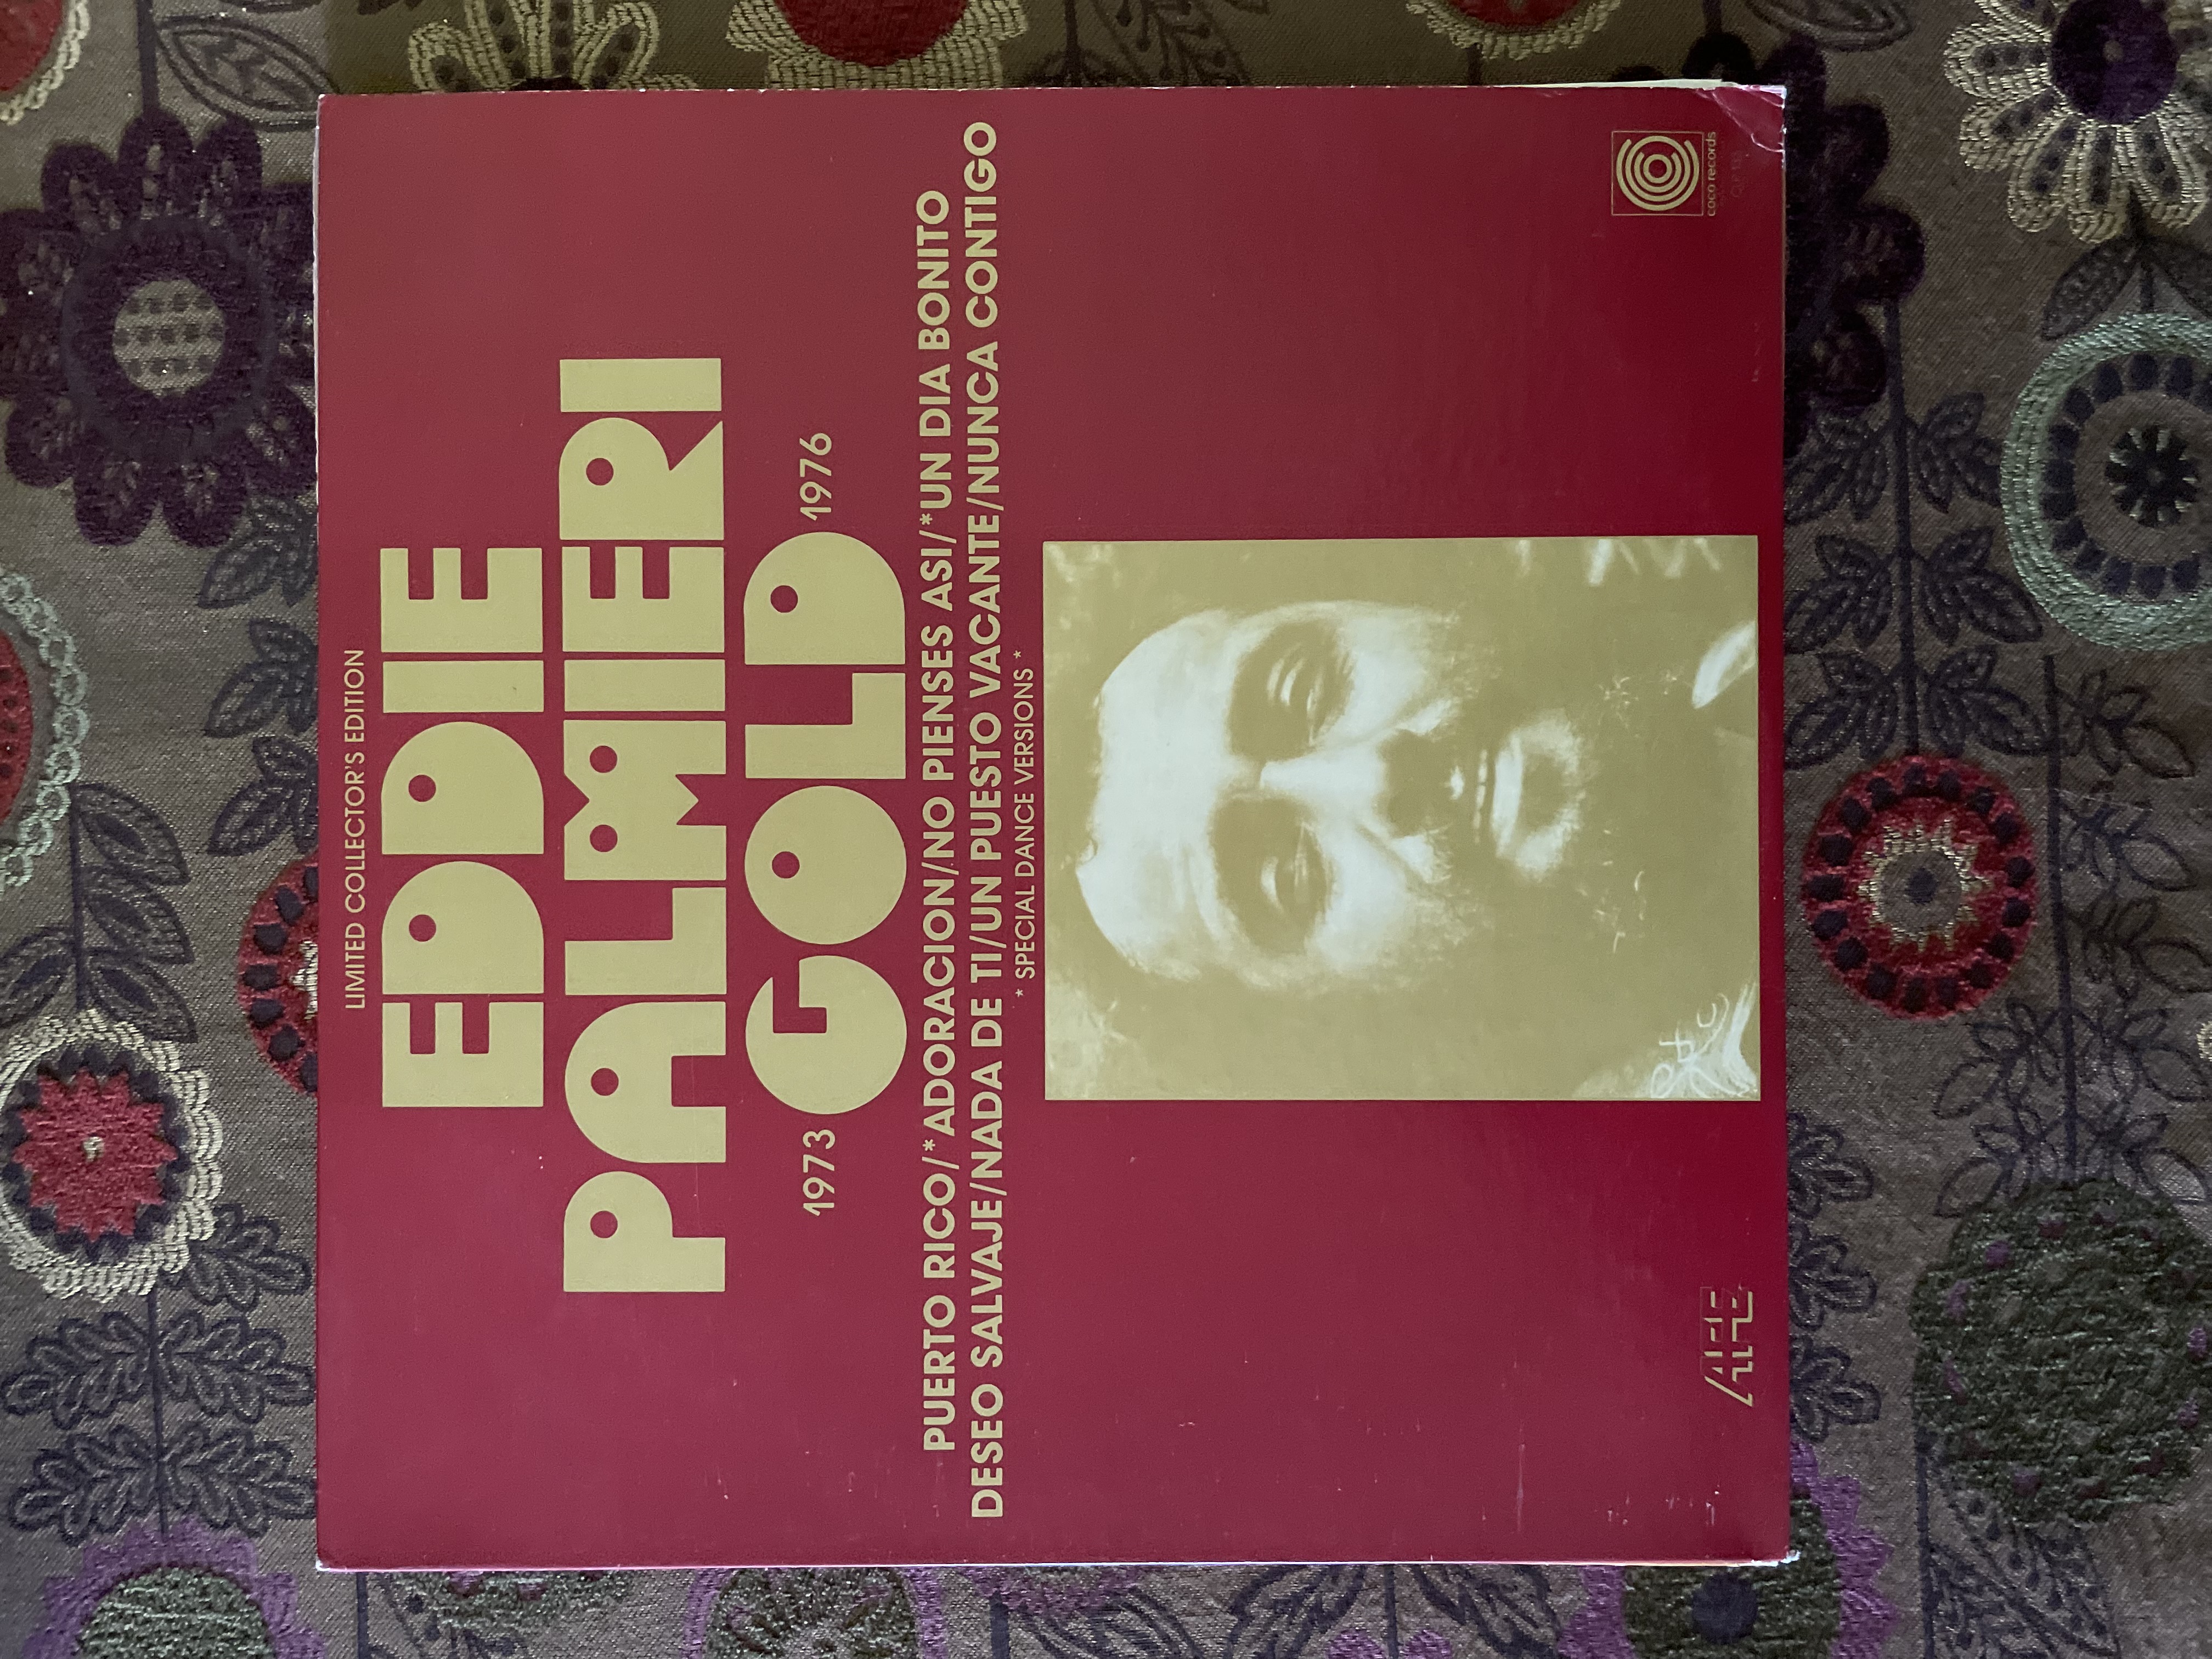 LIMITED COLLECTOR'S EDITION
EDDIE
PALMIERI
1973 GOLD 1976
PUERTO RICO/*ADORACION/NO PIENSES ASI/*UN DIA BONITO
DESEO SALVAJE/NADA DE TI/UN PUESTO VACANTE/NUNCA CONTIGO
* SPECIAL DANCE VERSIONS *
coco records